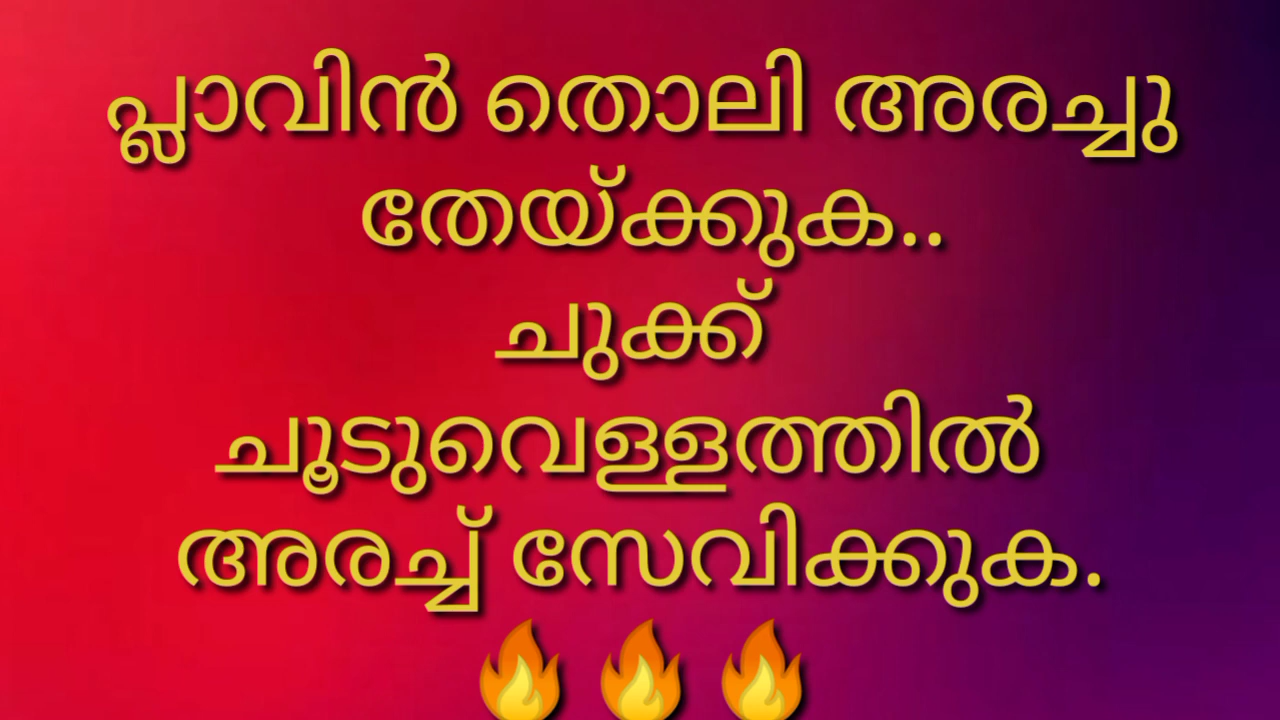 പ്ലാവിൻ തൊലി അരച്ചു
തേയ്ക്കുക..
ചുക്ക്
ചൂടുവെള്ളത്തിൽ
അരച്ച് സേവിക്കുക.
🔥 🔥 🔥